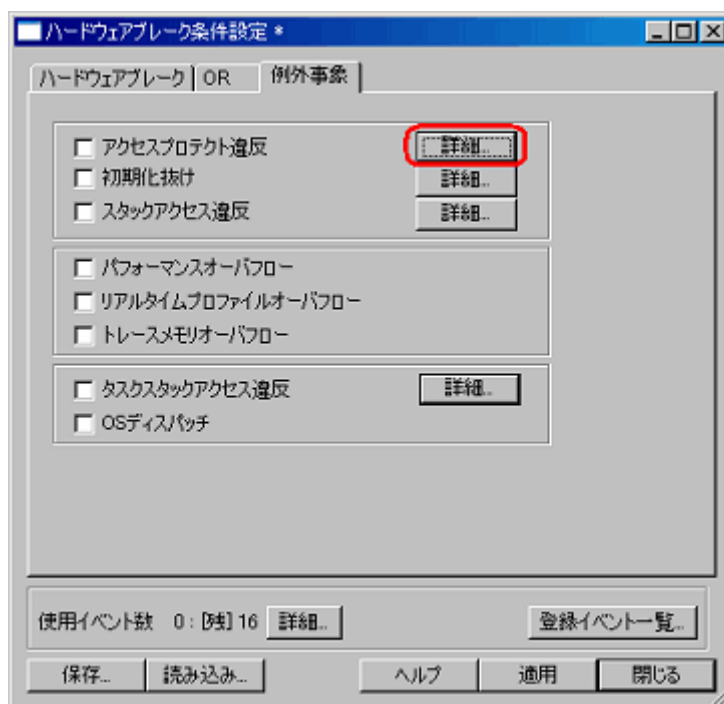 ハードウェアブレーク条件設定 *
ハードウェアブレーク OR 例外事象
アクセスプロテクト違反 詳細...
初期化抜け 詳細...
スタックアクセス違反 詳細...
パフォーマンスオーバフロー
リアルタイムプロファイルオーバフロー
トレースメモリオーバフロー
タスクスタックアクセス違反 詳細...
OSディスパッチ
使用イベント数 0 : [残] 16 詳細... 登録イベント一覧...
保存... 読み込み... ヘルプ 適用 閉じる